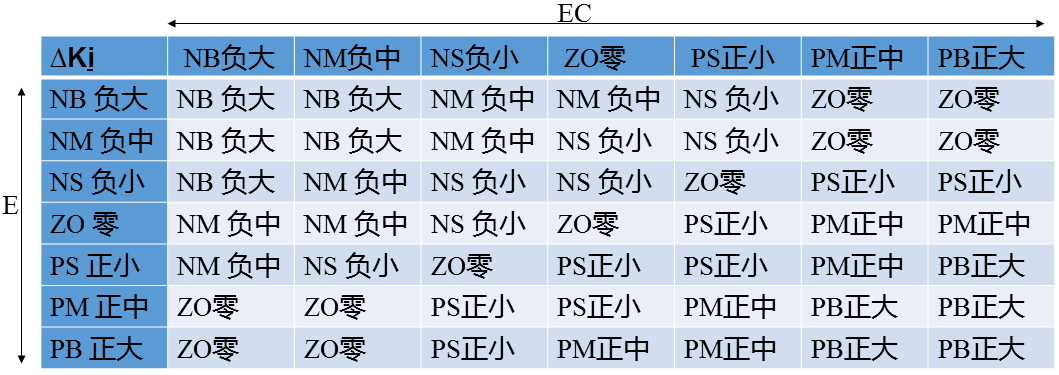 EC
ΔKi NB负大 NM负中 NS负小 ZO零 PS正小 PM正中 PB正大
NB 负大 NB 负大 NB 负大 NM 负中 NM 负中 NS 负小 ZO零 ZO零
NM 负中 NB 负大 NB 负大 NM 负中 NS 负小 NS 负小 ZO零 ZO零
NS 负小 NB 负大 NM 负中 NS 负小 NS 负小 ZO零 PS正小 PS正小
E
ZO 零 NM 负中 NM 负中 NS 负小 ZO零 PS正小 PM正中 PM正中
PS 正小 NM 负中 NS 负小 ZO零 PS正小 PS正小 PM正中 PB正大
PM 正中 ZO零 ZO零 PS正小 PS正小 PM正中 PB正大 PB正大
PB 正大 ZO零 ZO零 PS正小 PM正中 PM正中 PB正大 PB正大